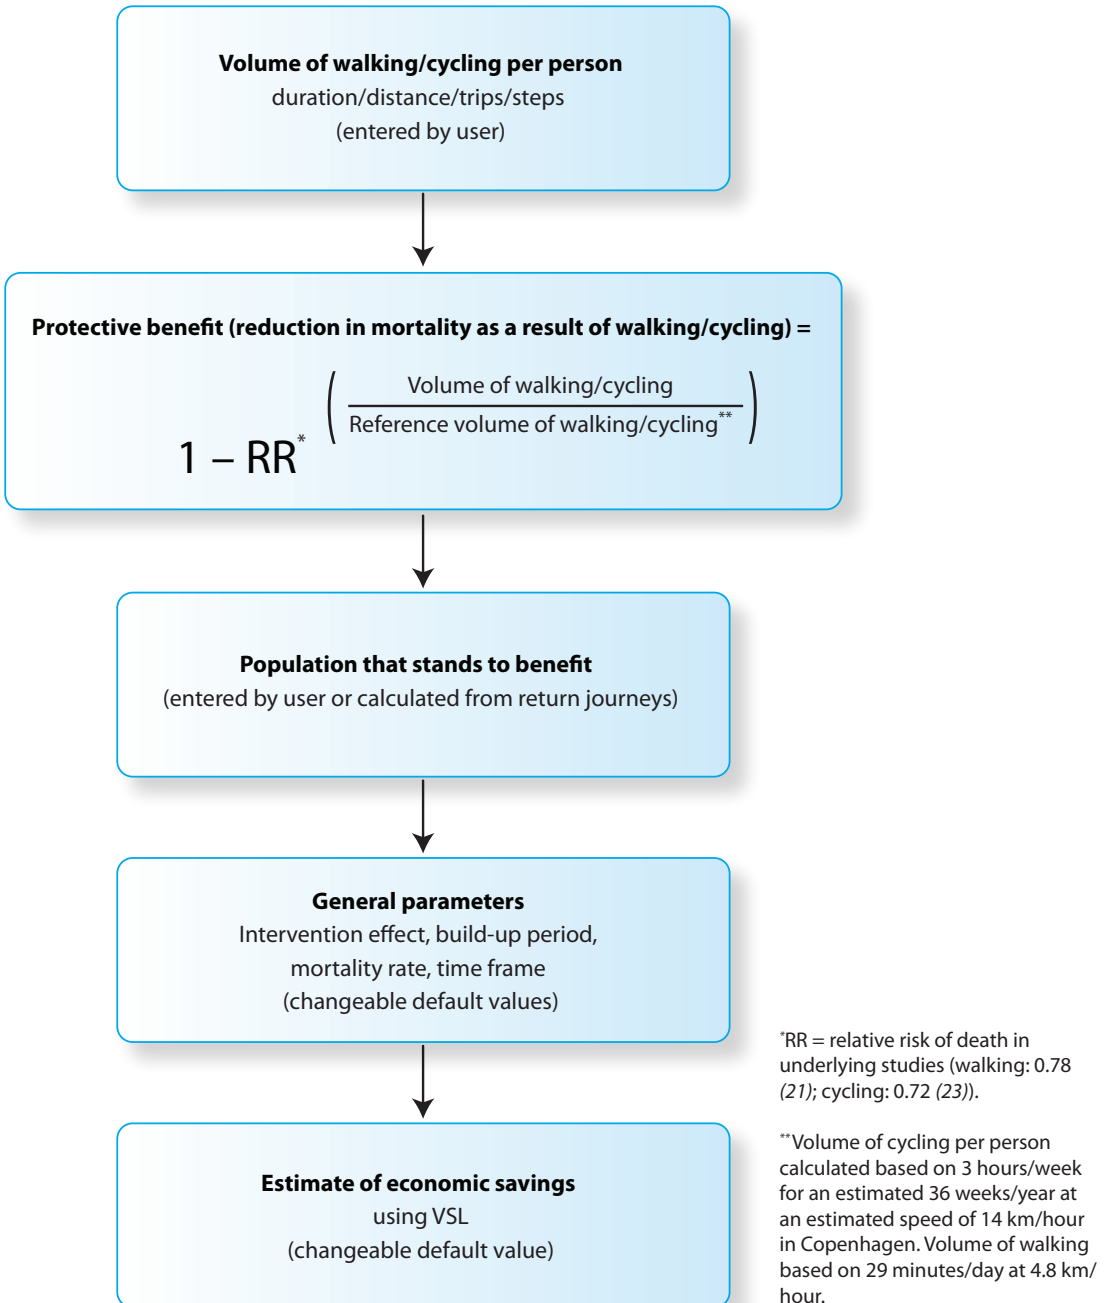 Volume of walking/cycling per person
duration/distance/trips/steps
(entered by user)
Protective benefit (reduction in mortality as a result of walking/cycling) =
1 – RR*
( Volume of walking/cycling
Reference volume of walking/cycling** )
Population that stands to benefit
(entered by user or calculated from return journeys)
General parameters
Intervention effect, build-up period,
mortality rate, time frame
(changeable default values)
Estimate of economic savings
using VSL
(changeable default value)
*RR = relative risk of death in
underlying studies (walking: 0.78
(21); cycling: 0.72 (23)).
**Volume of cycling per person
calculated based on 3 hours/week
for an estimated 36 weeks/year at
an estimated speed of 14 km/hour
in Copenhagen. Volume of walking
based on 29 minutes/day at 4.8 km/
hour.